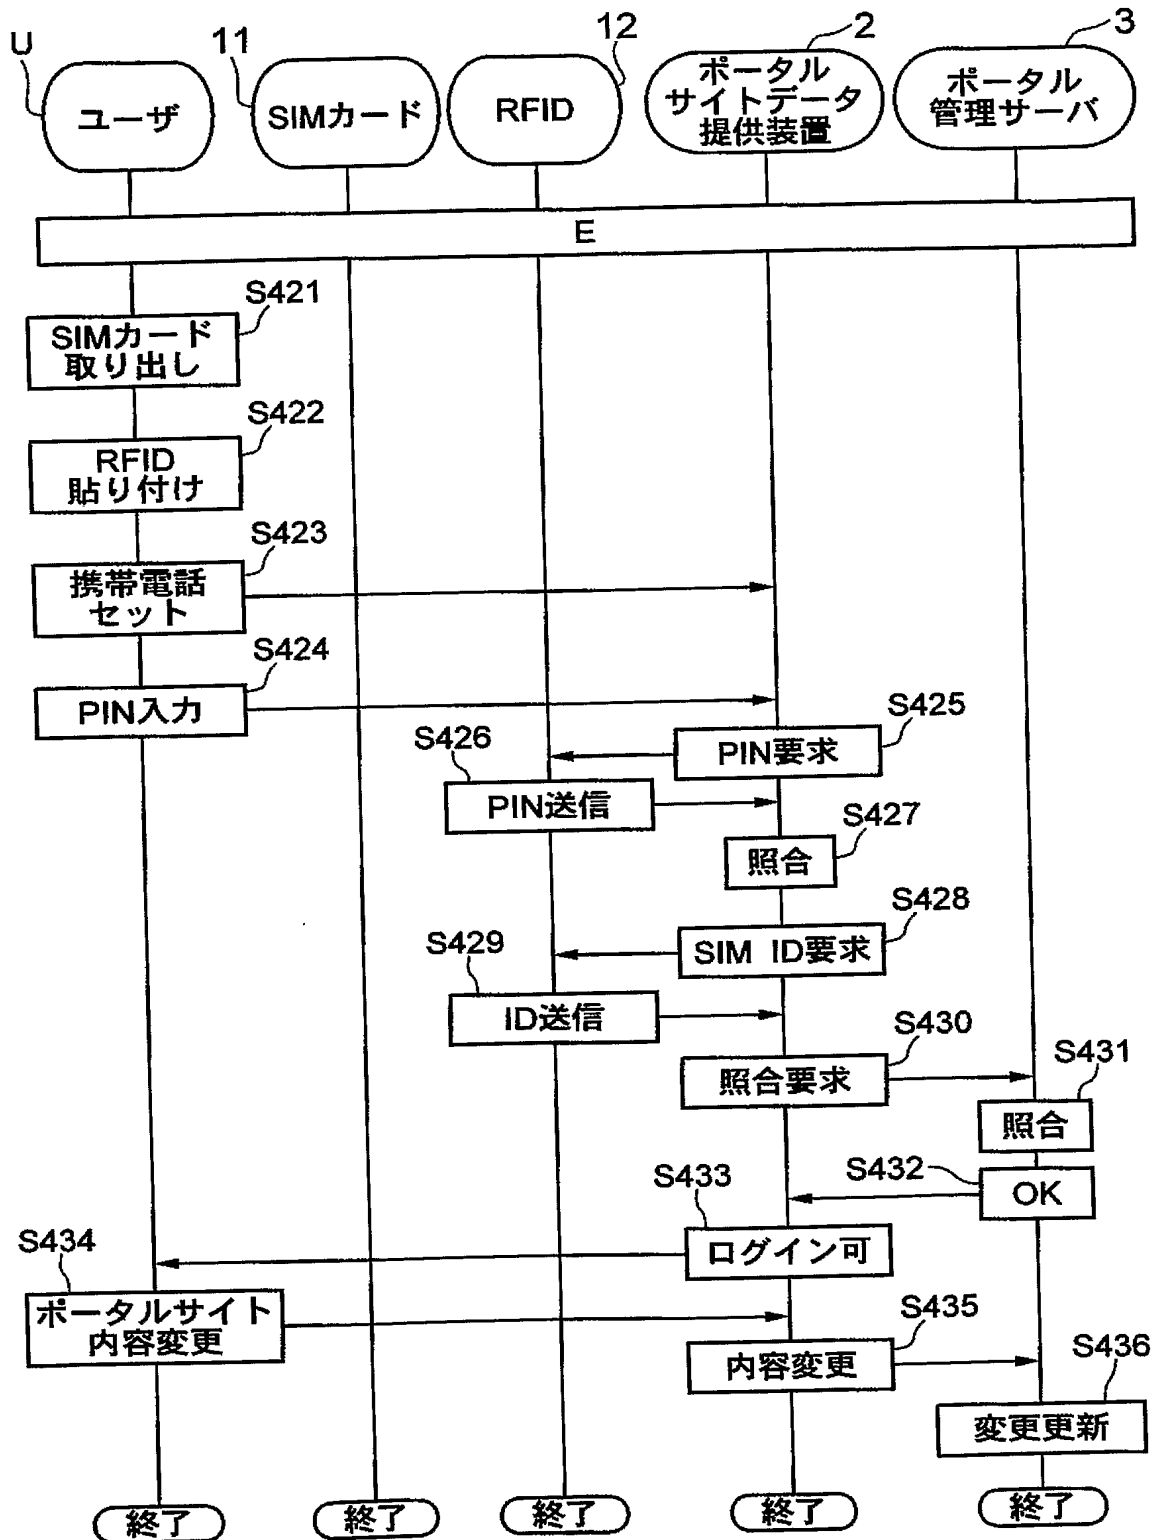 U
11
12
2
3
ユーザ
SIMカード
RFID
ポータル
サイトデータ
提供装置
ポータル
管理サーバ
E
S421
SIMカード
取り出し
S422
RFID
貼り付け
S423
携帯電話
セット
S424
PIN入力
S425
PIN要求
S426
PIN送信
S427
照合
S428
SIM ID要求
S429
ID送信
S430
照合要求
S431
照合
S432
OK
S433
ログイン可
S434
ポータルサイト
内容変更
S435
内容変更
S436
変更更新
終了
終了
終了
終了
終了